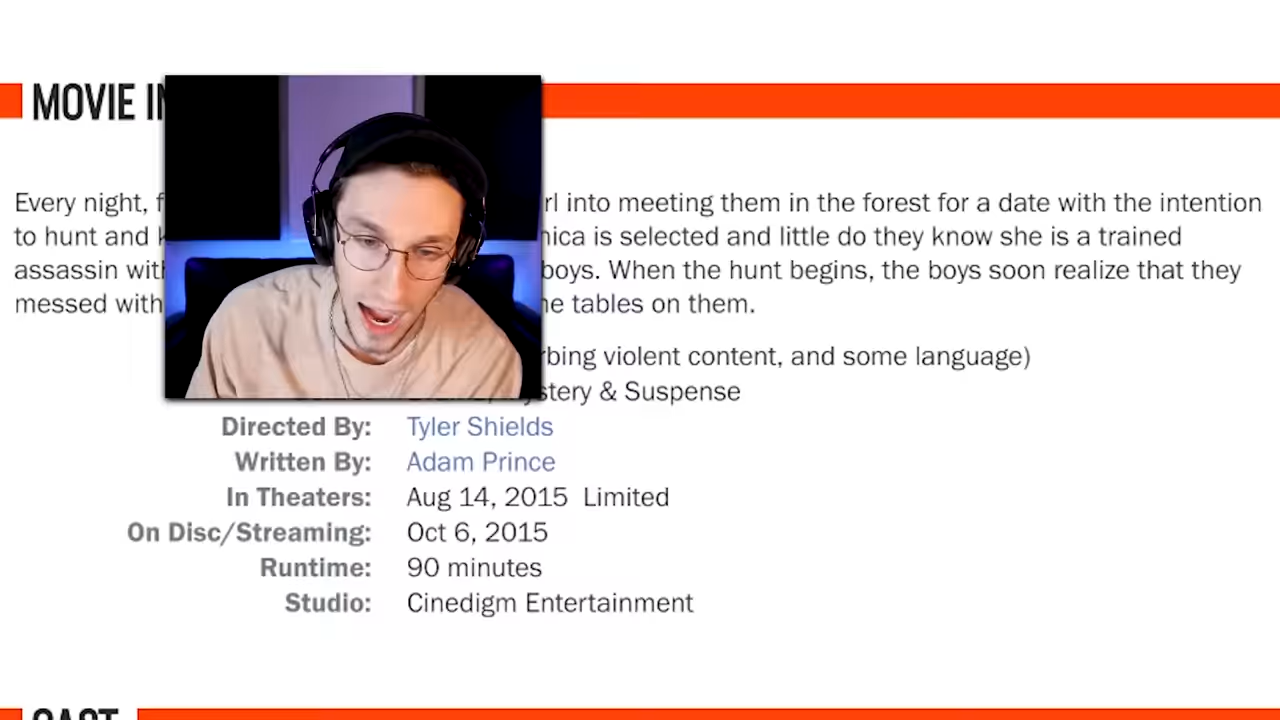 MOVIE
Every night, rl into meeting them in the forest for a date with the intention
to hunt and nica is selected and little do they know she is a trained
assassin boys. When the hunt begins, the boys soon realize that they
messed with tables on them.
rbing violent content, and some language)
stery & Suspense
Directed By: Tyler Shields
Written By: Adam Prince
In Theaters: Aug 14, 2015 Limited
On Disc/Streaming: Oct 6, 2015
Runtime: 90 minutes
Studio: Cinedigm Entertainment
CAST